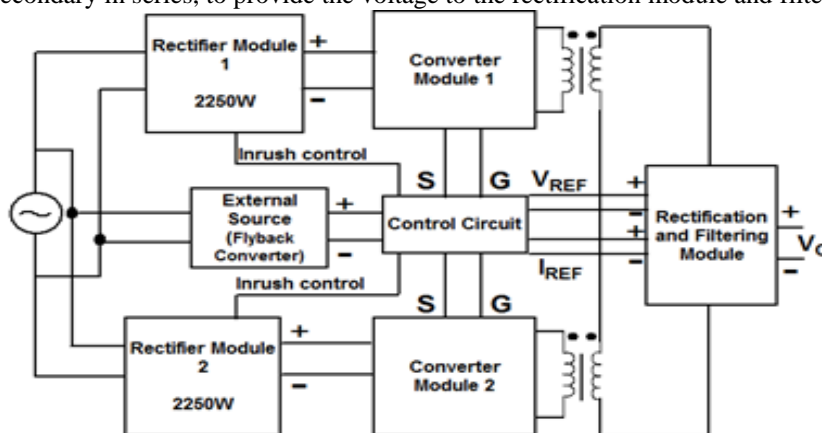 econdary in series, to provide the voltage to the rectification module and filte
Rectifier Module
1
2250W
+
−
Converter
Module 1
Inrush control
S G
External
Source
(Flyback
Converter)
+
−
Control Circuit
VREF
IREF
+
−
+
−
Rectification
and Filtering
Module
+
−
Inrush control
S G
Rectifier Module
2
2250W
+
−
Converter
Module 2